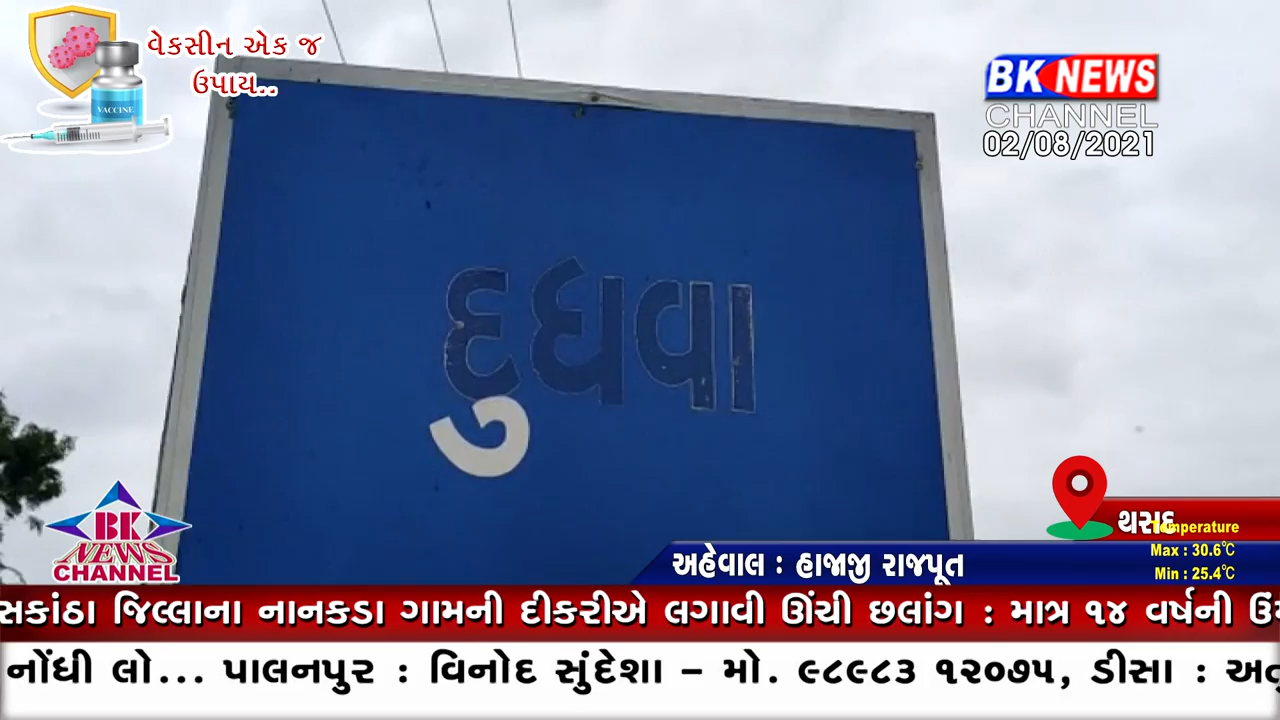 વેકસીન એક જ
ઉપાય..
VACCINE
BK NEWS
CHANNEL
02/08/2021
દુધવા
થરાદ
Temperature
Max : 30.6℃
Min : 25.4℃
BK
NEWS
CHANNEL
અહેવાલ : હાજાજી રાજપૂત
સકાંઠા જિલ્લાના નાનકડા ગામની દીકરીએ લગાવી ઊંચી છલાંગ : માત્ર ૧૪ વર્ષની
નોંધી લો... પાલનપુર : વિનોદ સુંદેશા – મો. ૯૮૯૮૩ ૧૨૦૭૫, ડીસા :